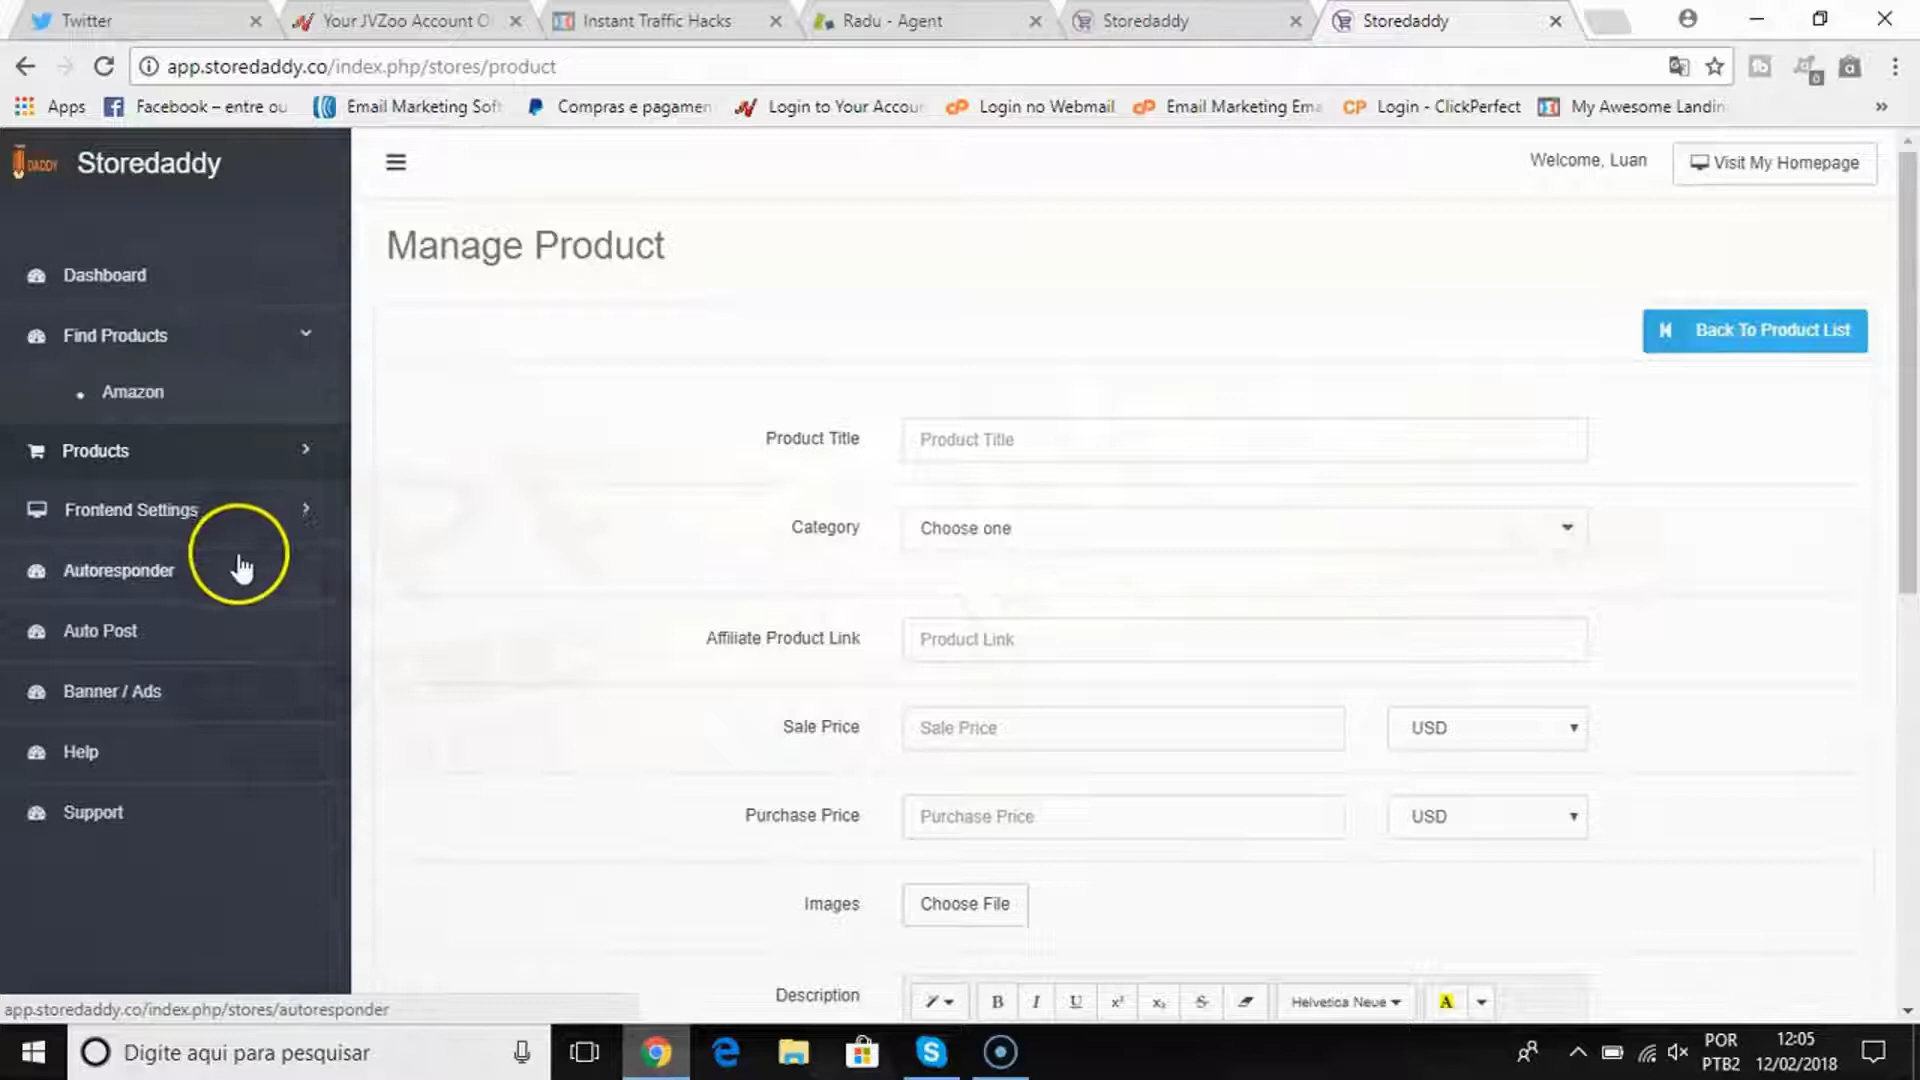 Twitter
Your JVZoo Account O
Instant Traffic Hacks
Radu - Agent
Storedaddy
Storedaddy
app.storedaddy.co/index.php/stores/product
Apps
Facebook – entre ou
Email Marketing Soft
Compras e pagamen
Login to Your Accou
Login no Webmail
Email Marketing Ema
Login - ClickPerfect
My Awesome Landin
DADDY
Storedaddy
Welcome, Luan
Visit My Homepage
Manage Product
Dashboard
Find Products
Amazon
Products
Frontend Settings
Autoresponder
Auto Post
Banner / Ads
Help
Support
Back To Product List
Product Title
Product Title
Category
Choose one
Affiliate Product Link
Product Link
Sale Price
Sale Price
USD
Purchase Price
Purchase Price
USD
Images
Choose File
Description
B I U x² x₂ S
Helvetica Neue
A
app.storedaddy.co/index.php/stores/autoresponder
Digite aqui para pesquisar
POR
PTB2
12:05
12/02/2018